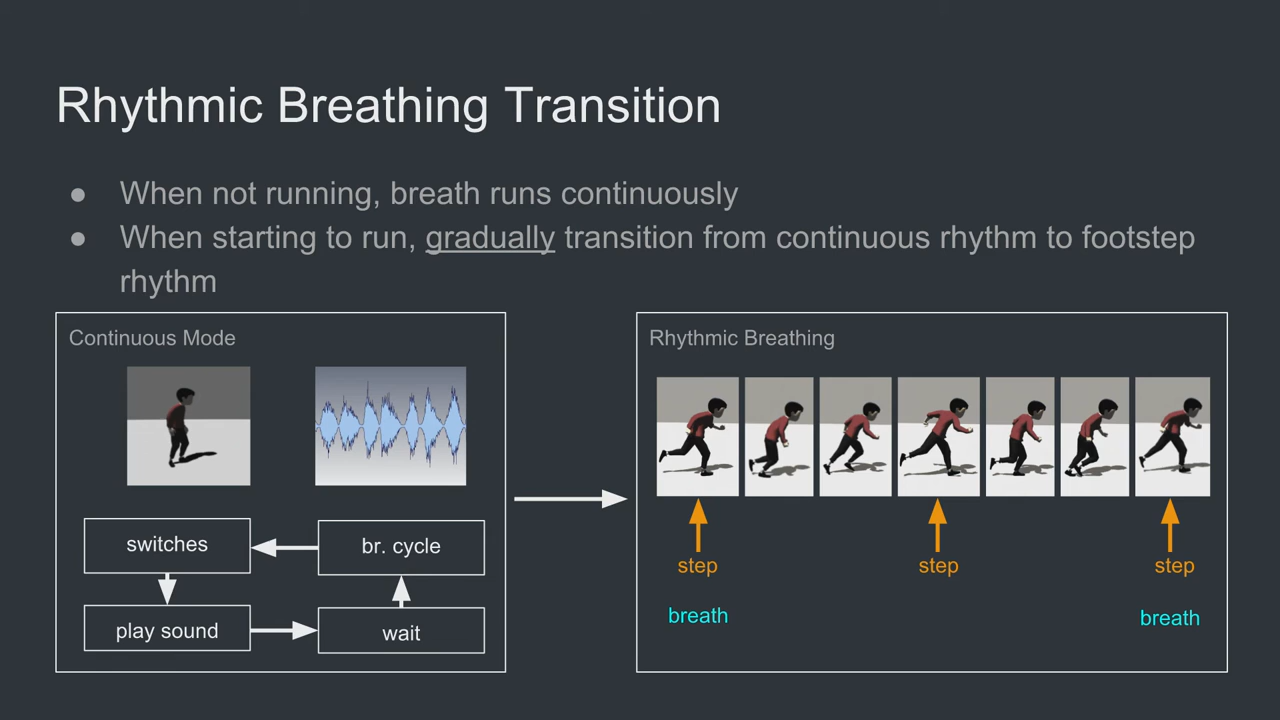 Rhythmic Breathing Transition
● When not running, breath runs continuously
● When starting to run, gradually transition from continuous rhythm to footstep
rhythm
Continuous Mode
switches
br. cycle
play sound
wait
Rhythmic Breathing
step
step
step
breath
breath